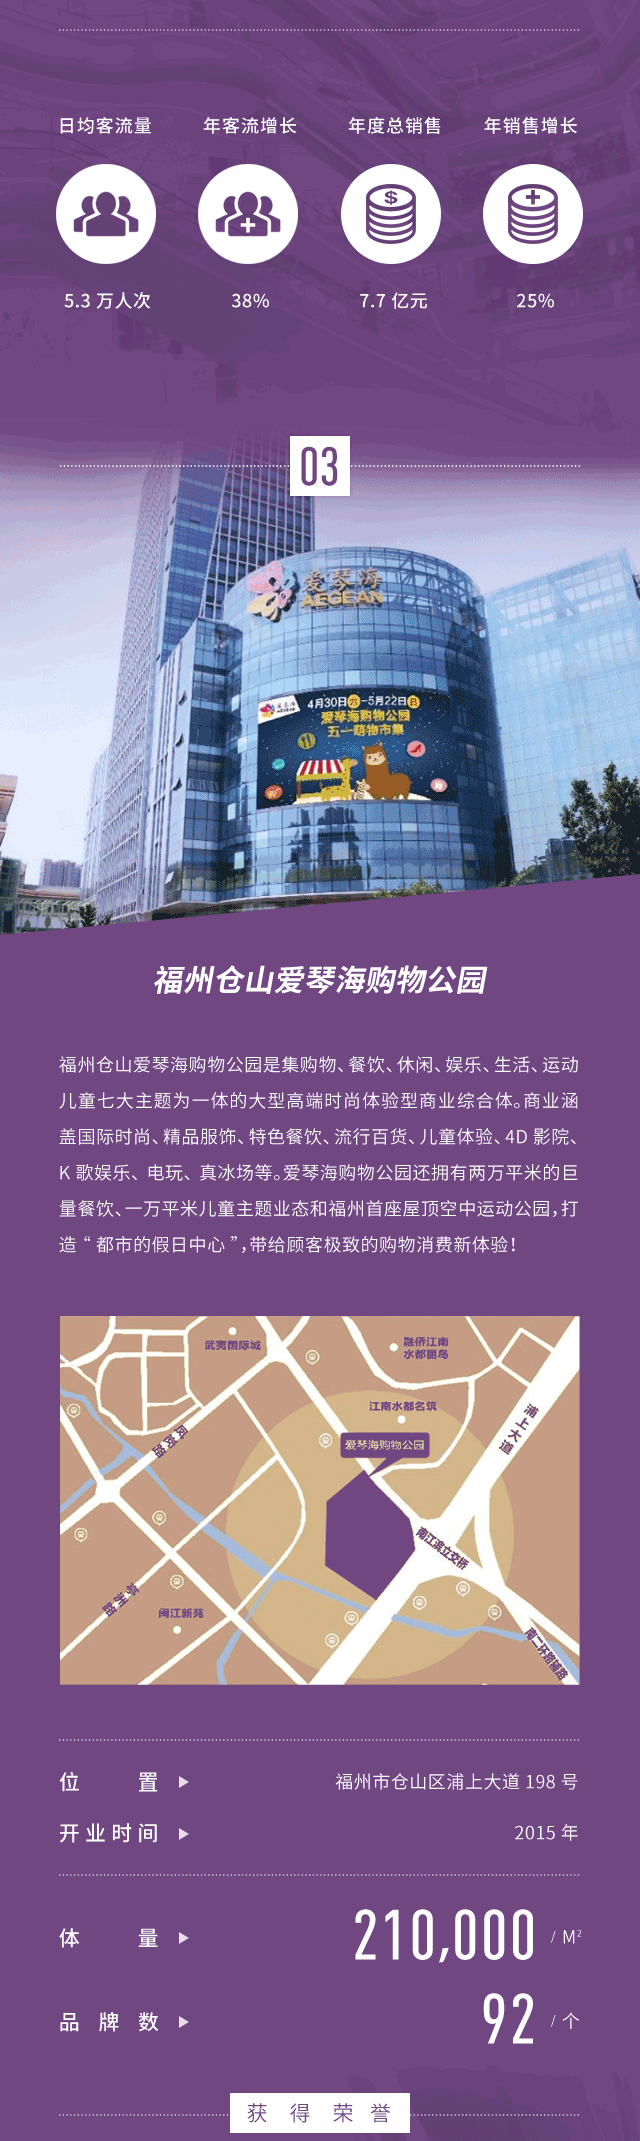 日均客流量 年客流增长 年度总销售 年销售增长
5.3 万人次 38% 7.7 亿元 25%
03
爱琴海
AEGEAN
4月30日(六)—5月22日(日)
爱琴海购物公园
五一嗨物市集
福州仓山爱琴海购物公园
福州仓山爱琴海购物公园是集购物、餐饮、休闲、娱乐、生活、运动
儿童七大主题为一体的大型高端时尚体验型商业综合体。商业涵
盖国际时尚、精品服饰、特色餐饮、流行百货、儿童体验、4D 影院、
K 歌娱乐、电玩、真冰场等。爱琴海购物公园还拥有两万平米的巨
量餐饮、一万平米儿童主题业态和福州首座屋顶空中运动公园，打
造“都市的假日中心”，带给顾客极致的购物消费新体验！
武夷国际城
融侨江南
水都丽岛
江南水都名筑
爱琴海购物公园
浦上大道
南江滨立交桥
闽江新苑
南二环路辅路
位置 ▶ 福州市仓山区浦上大道 198 号
开业时间 ▶ 2015 年
体量 ▶ 210,000 / M²
品牌数 ▶ 92 / 个
获得荣誉